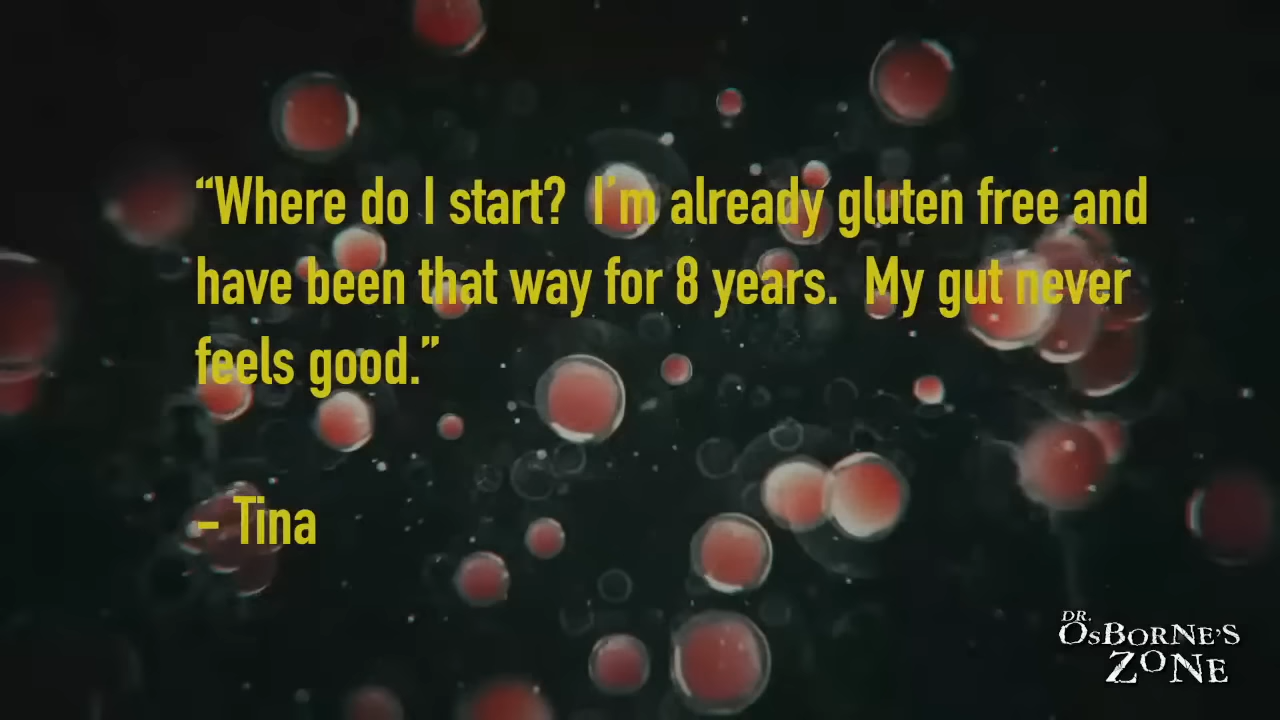 “Where do I start?  I’m already gluten free and
have been that way for 8 years.  My gut never
feels good.”
– Tina
DR.
OSBORNE'S
ZONE